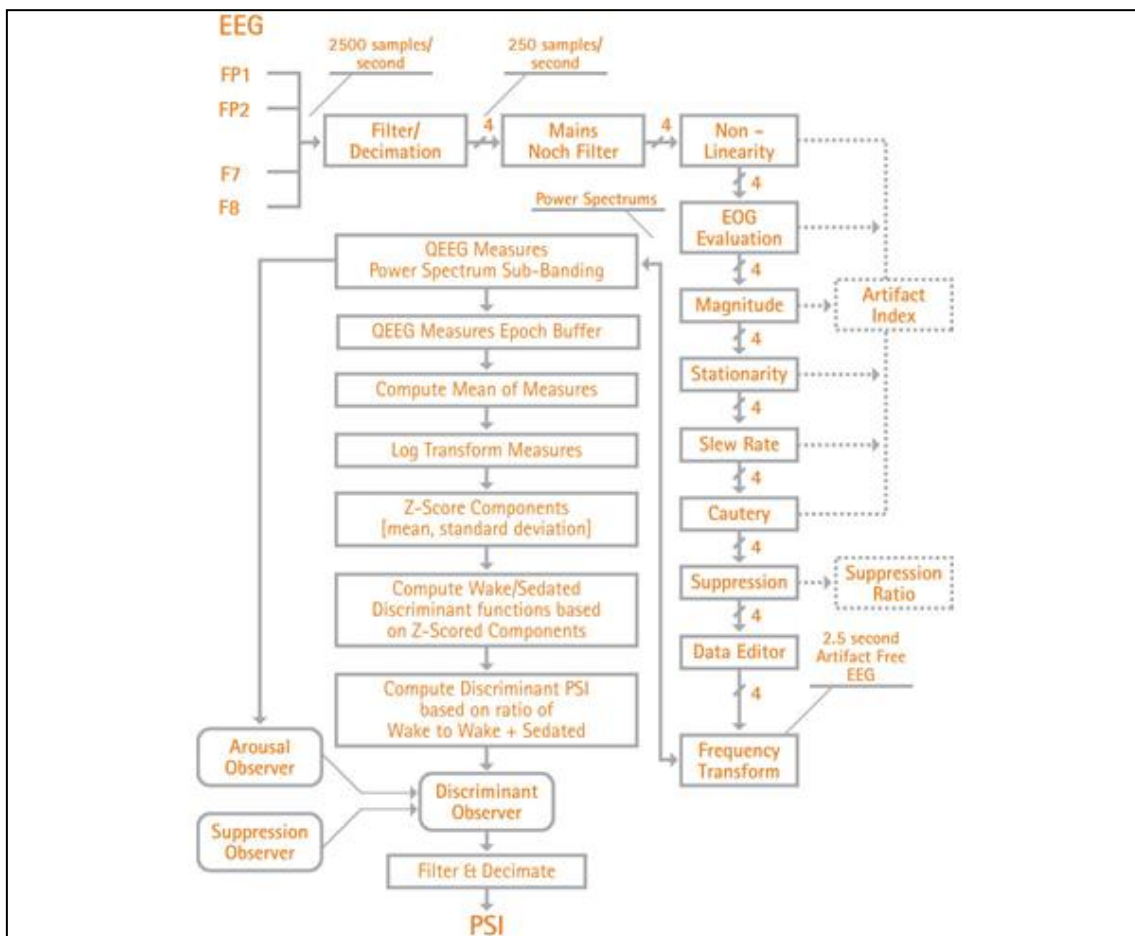 EEG
2500 samples/
second
250 samples/
second
FP1
FP2
F7
F8
Filter/
Decimation
4
Mains
Noch Filter
4
Non -
Linearity
4
EOG
Evaluation
4
Magnitude
4
Stationarity
4
Slew Rate
4
Cautery
4
Suppression
4
Data Editor
4
Frequency
Transform
Artifact
Index
Suppression
Ratio
2.5 second
Artifact Free
EEG
Power Spectrums
QEEG Measures
Power Spectrum Sub-Banding
QEEG Measures Epoch Buffer
Compute Mean of Measures
Log Transform Measures
Z-Score Components
[mean, standard deviation]
Compute Wake/Sedated
Discriminant functions based
on Z-Scored Components
Compute Discriminant PSI
based on ratio of
Wake to Wake + Sedated
Arousal
Observer
Suppression
Observer
Discriminant
Observer
Filter & Decimate
PSI